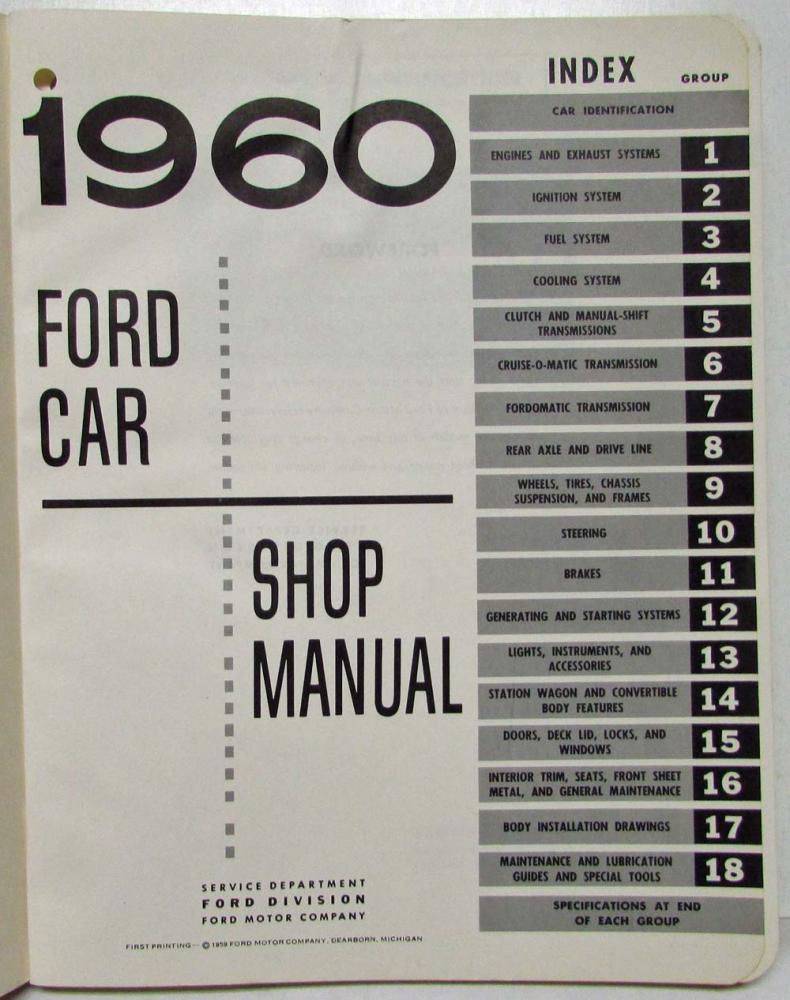 1960
FORD
CAR
SHOP
MANUAL
SERVICE DEPARTMENT
FORD DIVISION
FORD MOTOR COMPANY
FIRST PRINTING—© 1959 FORD MOTOR COMPANY, DEARBORN, MICHIGAN
INDEX GROUP
CAR IDENTIFICATION
ENGINES AND EXHAUST SYSTEMS 1
IGNITION SYSTEM 2
FUEL SYSTEM 3
COOLING SYSTEM 4
CLUTCH AND MANUAL-SHIFT
TRANSMISSIONS 5
CRUISE-O-MATIC TRANSMISSION 6
FORDOMATIC TRANSMISSION 7
REAR AXLE AND DRIVE LINE 8
WHEELS, TIRES, CHASSIS
SUSPENSION, AND FRAMES 9
STEERING 10
BRAKES 11
GENERATING AND STARTING SYSTEMS 12
LIGHTS, INSTRUMENTS, AND
ACCESSORIES 13
STATION WAGON AND CONVERTIBLE
BODY FEATURES 14
DOORS, DECK LID, LOCKS, AND
WINDOWS 15
INTERIOR TRIM, SEATS, FRONT SHEET
METAL, AND GENERAL MAINTENANCE 16
BODY INSTALLATION DRAWINGS 17
MAINTENANCE AND LUBRICATION
GUIDES AND SPECIAL TOOLS 18
SPECIFICATIONS AT END
OF EACH GROUP